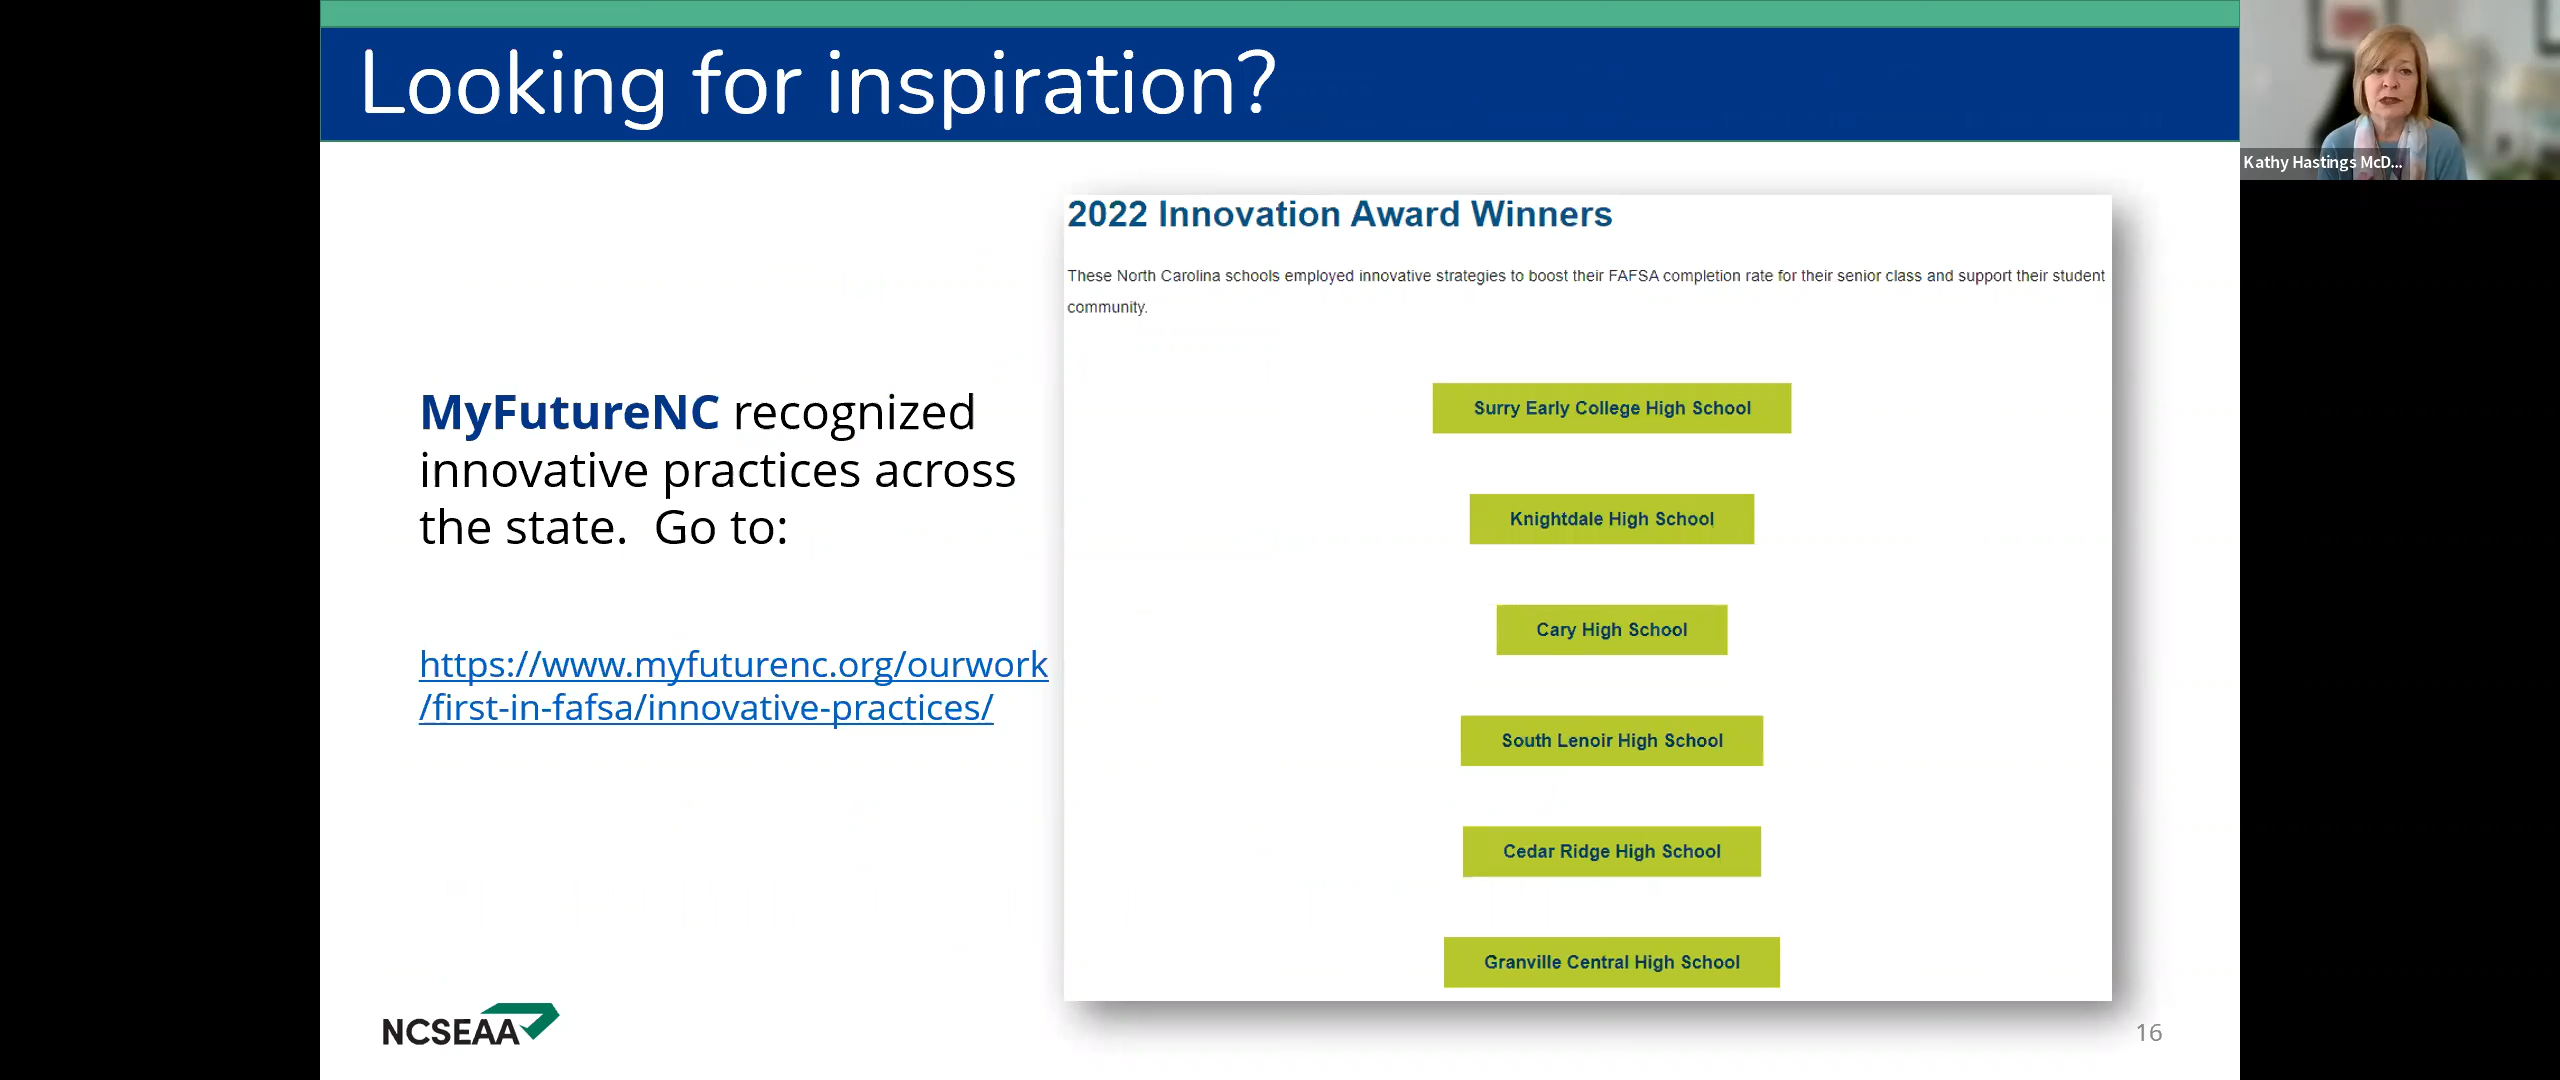 Looking for inspiration?
Kathy Hastings McD...
MyFutureNC recognized
innovative practices across
the state.  Go to:
https://www.myfuturenc.org/ourwork
/first-in-fafsa/innovative-practices/
2022 Innovation Award Winners
These North Carolina schools employed innovative strategies to boost their FAFSA completion rate for their senior class and support their student
community.
Surry Early College High School
Knightdale High School
Cary High School
South Lenoir High School
Cedar Ridge High School
Granville Central High School
NCSEAA
16